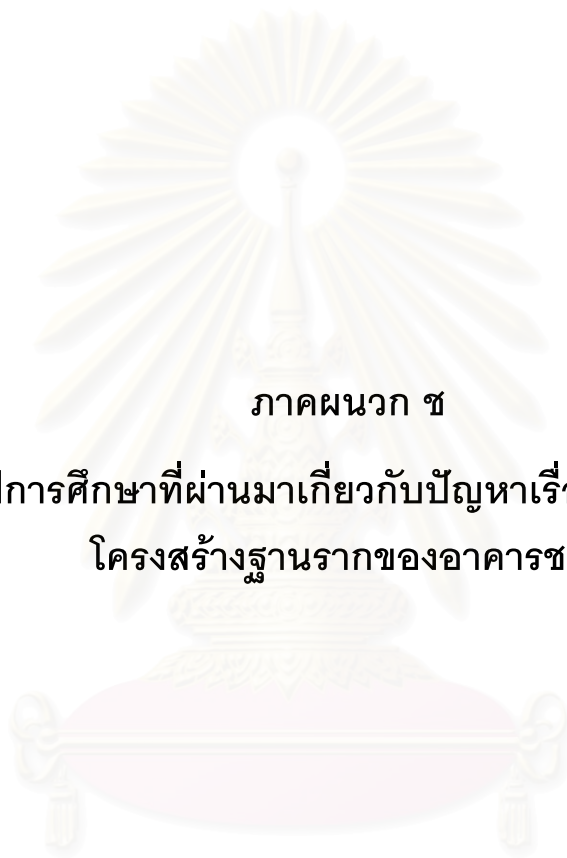 ภาคผนวก ช
การศึกษาที่ผ่านมาเกี่ยวกับปัญหา
โครงสร้างฐานรากของอาคาร